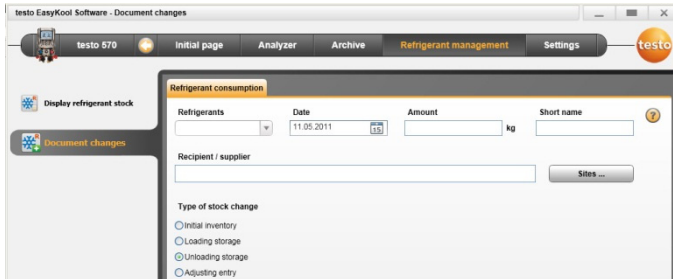 testo EasyKool Software - Document changes
testo 570 Initial page Analyzer Archive Refrigerant management Settings testo
Display refrigerant stock
Document changes
Refrigerant consumption
Refrigerants Date Amount Short name
11.05.2011 15 kg ?
Recipient / supplier
Sites ...
Type of stock change
Initial inventory
Loading storage
Unloading storage
Adjusting entry